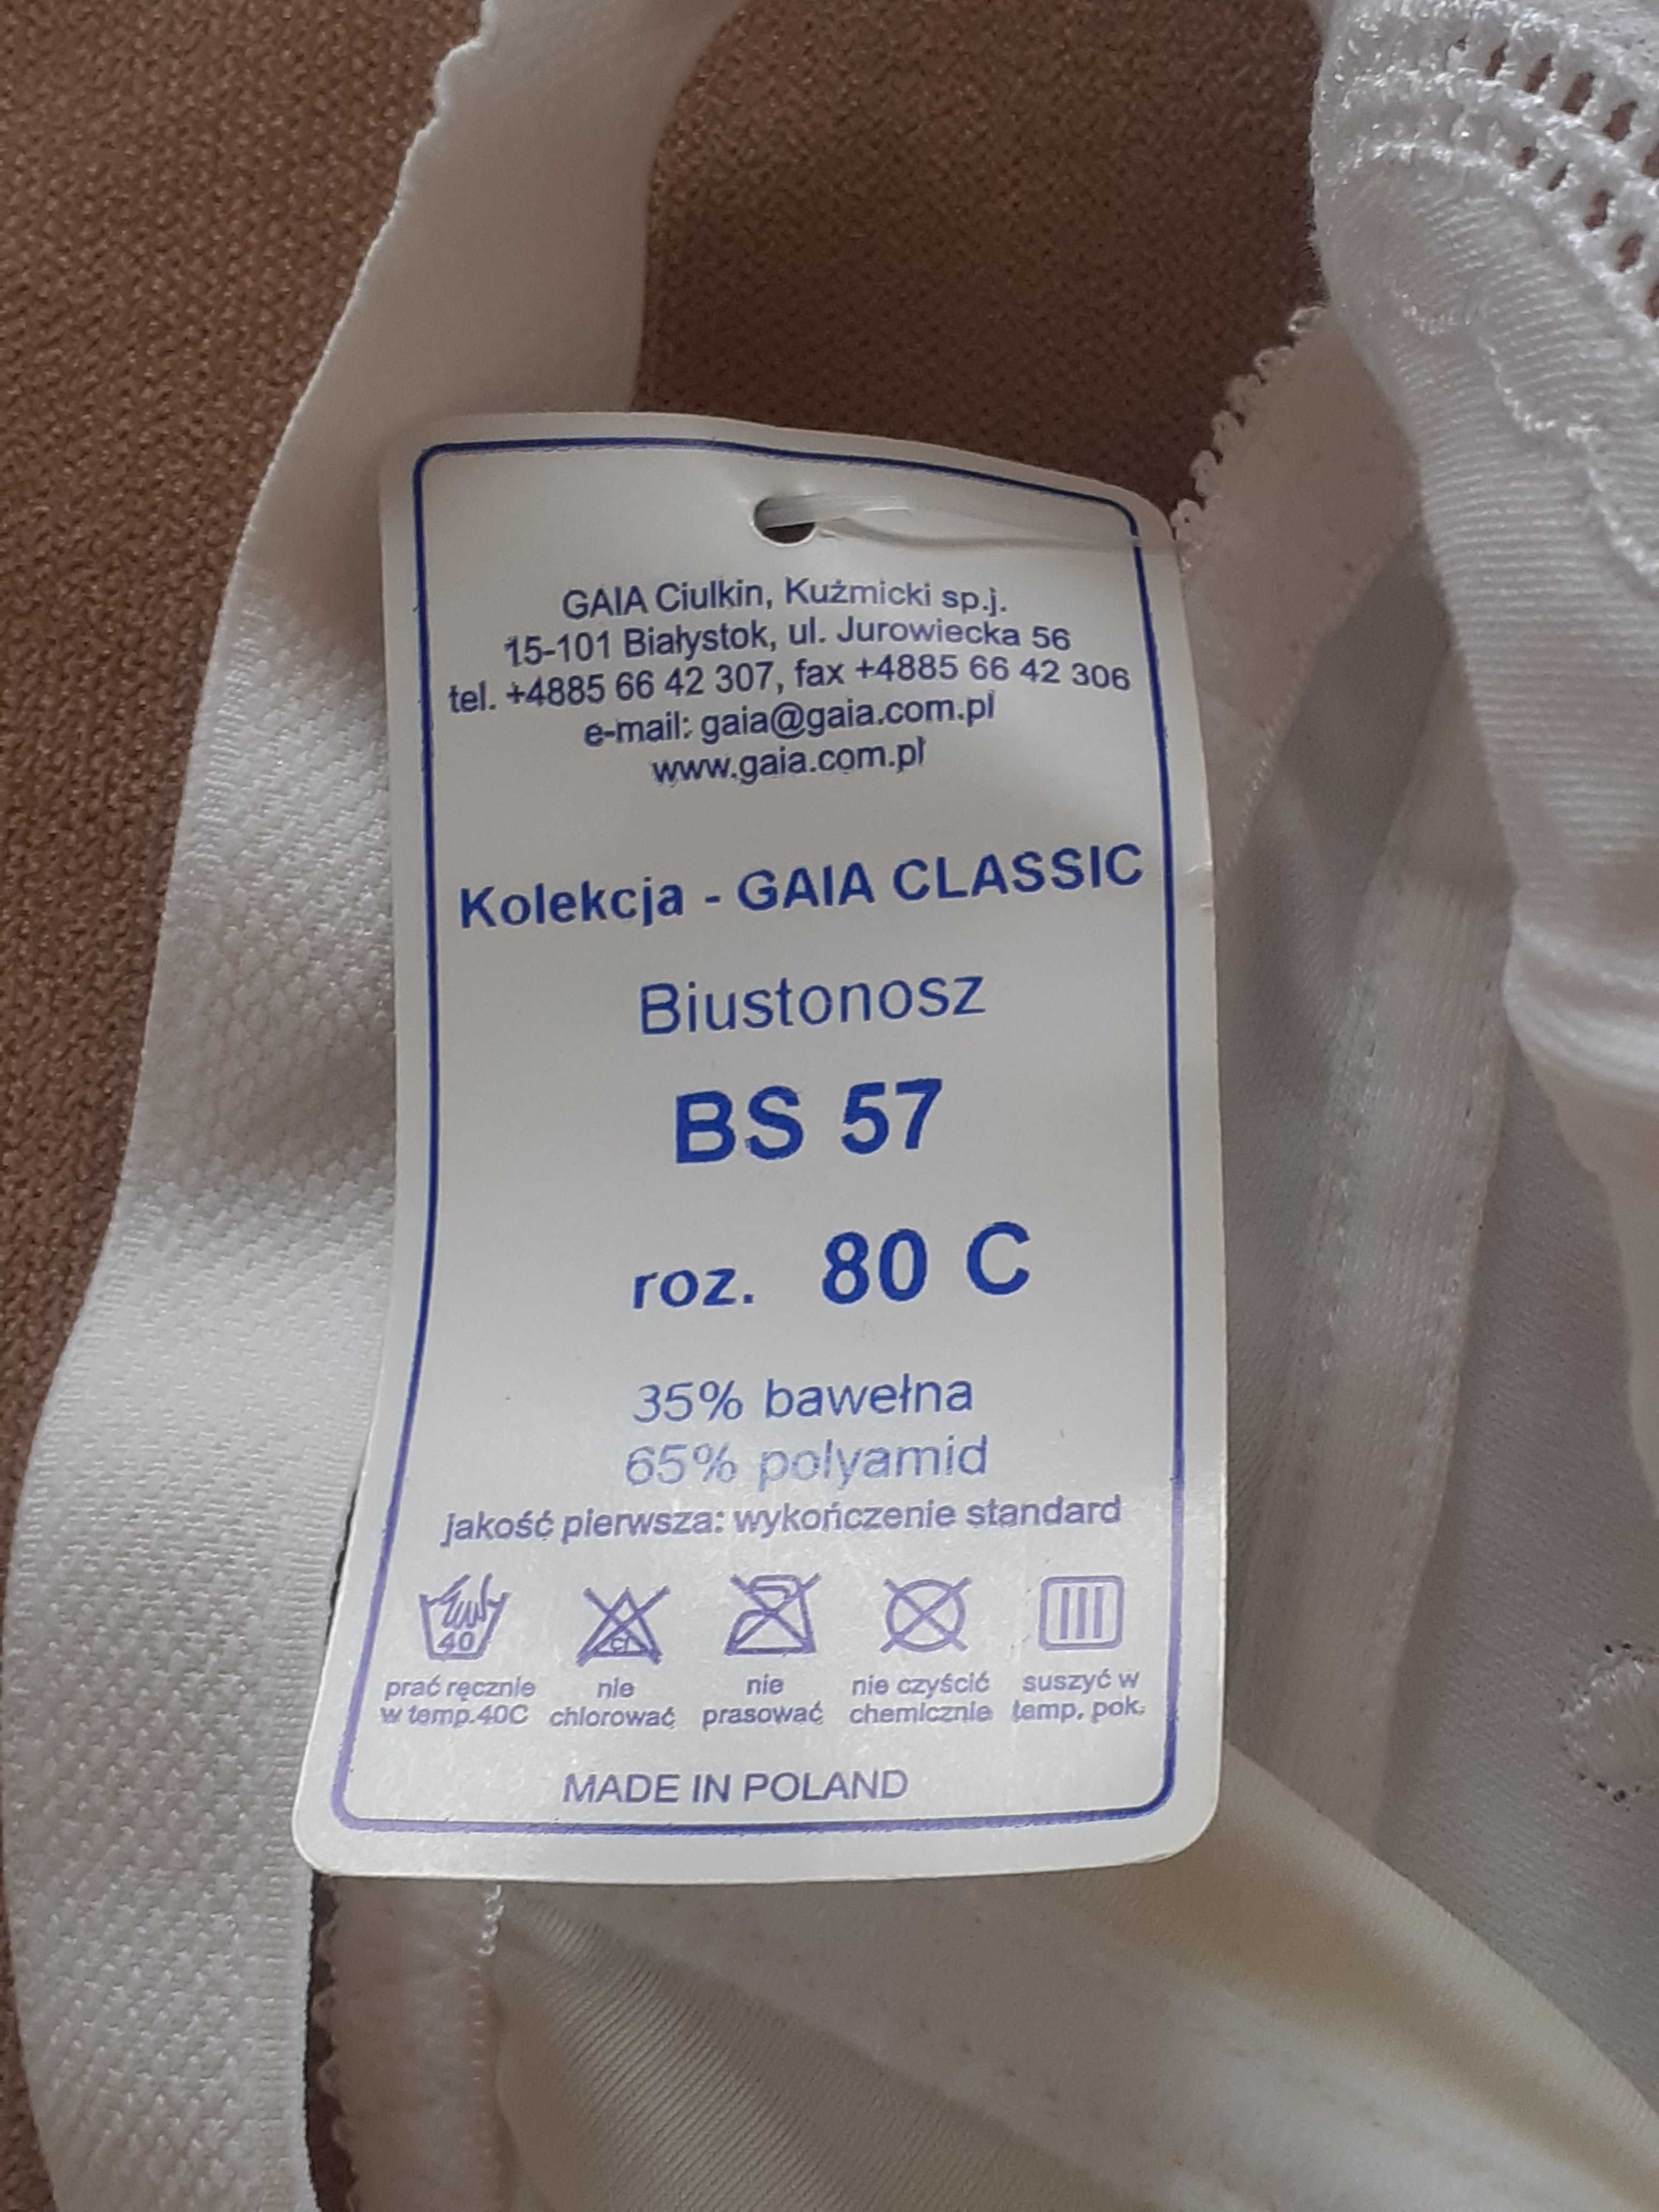 GAIA Ciulkin, Kuźmicki sp.j.
15-101 Białystok, ul. Jurowiecka 56
tel. +4885 66 42 307, fax +4885 66 42 306
e-mail: gaia@gaia.com.pl
www.gaia.com.pl
Kolekcja - GAIA CLASSIC
Biustonosz
BS 57
roz. 80 C
35% bawełna
65% polyamid
jakość pierwsza: wykończenie standard
40
cl
prać ręcznie w temp.40C
nie chlorować
nie prasować
nie czyścić chemicznie
suszyć w temp. pok.
MADE IN POLAND